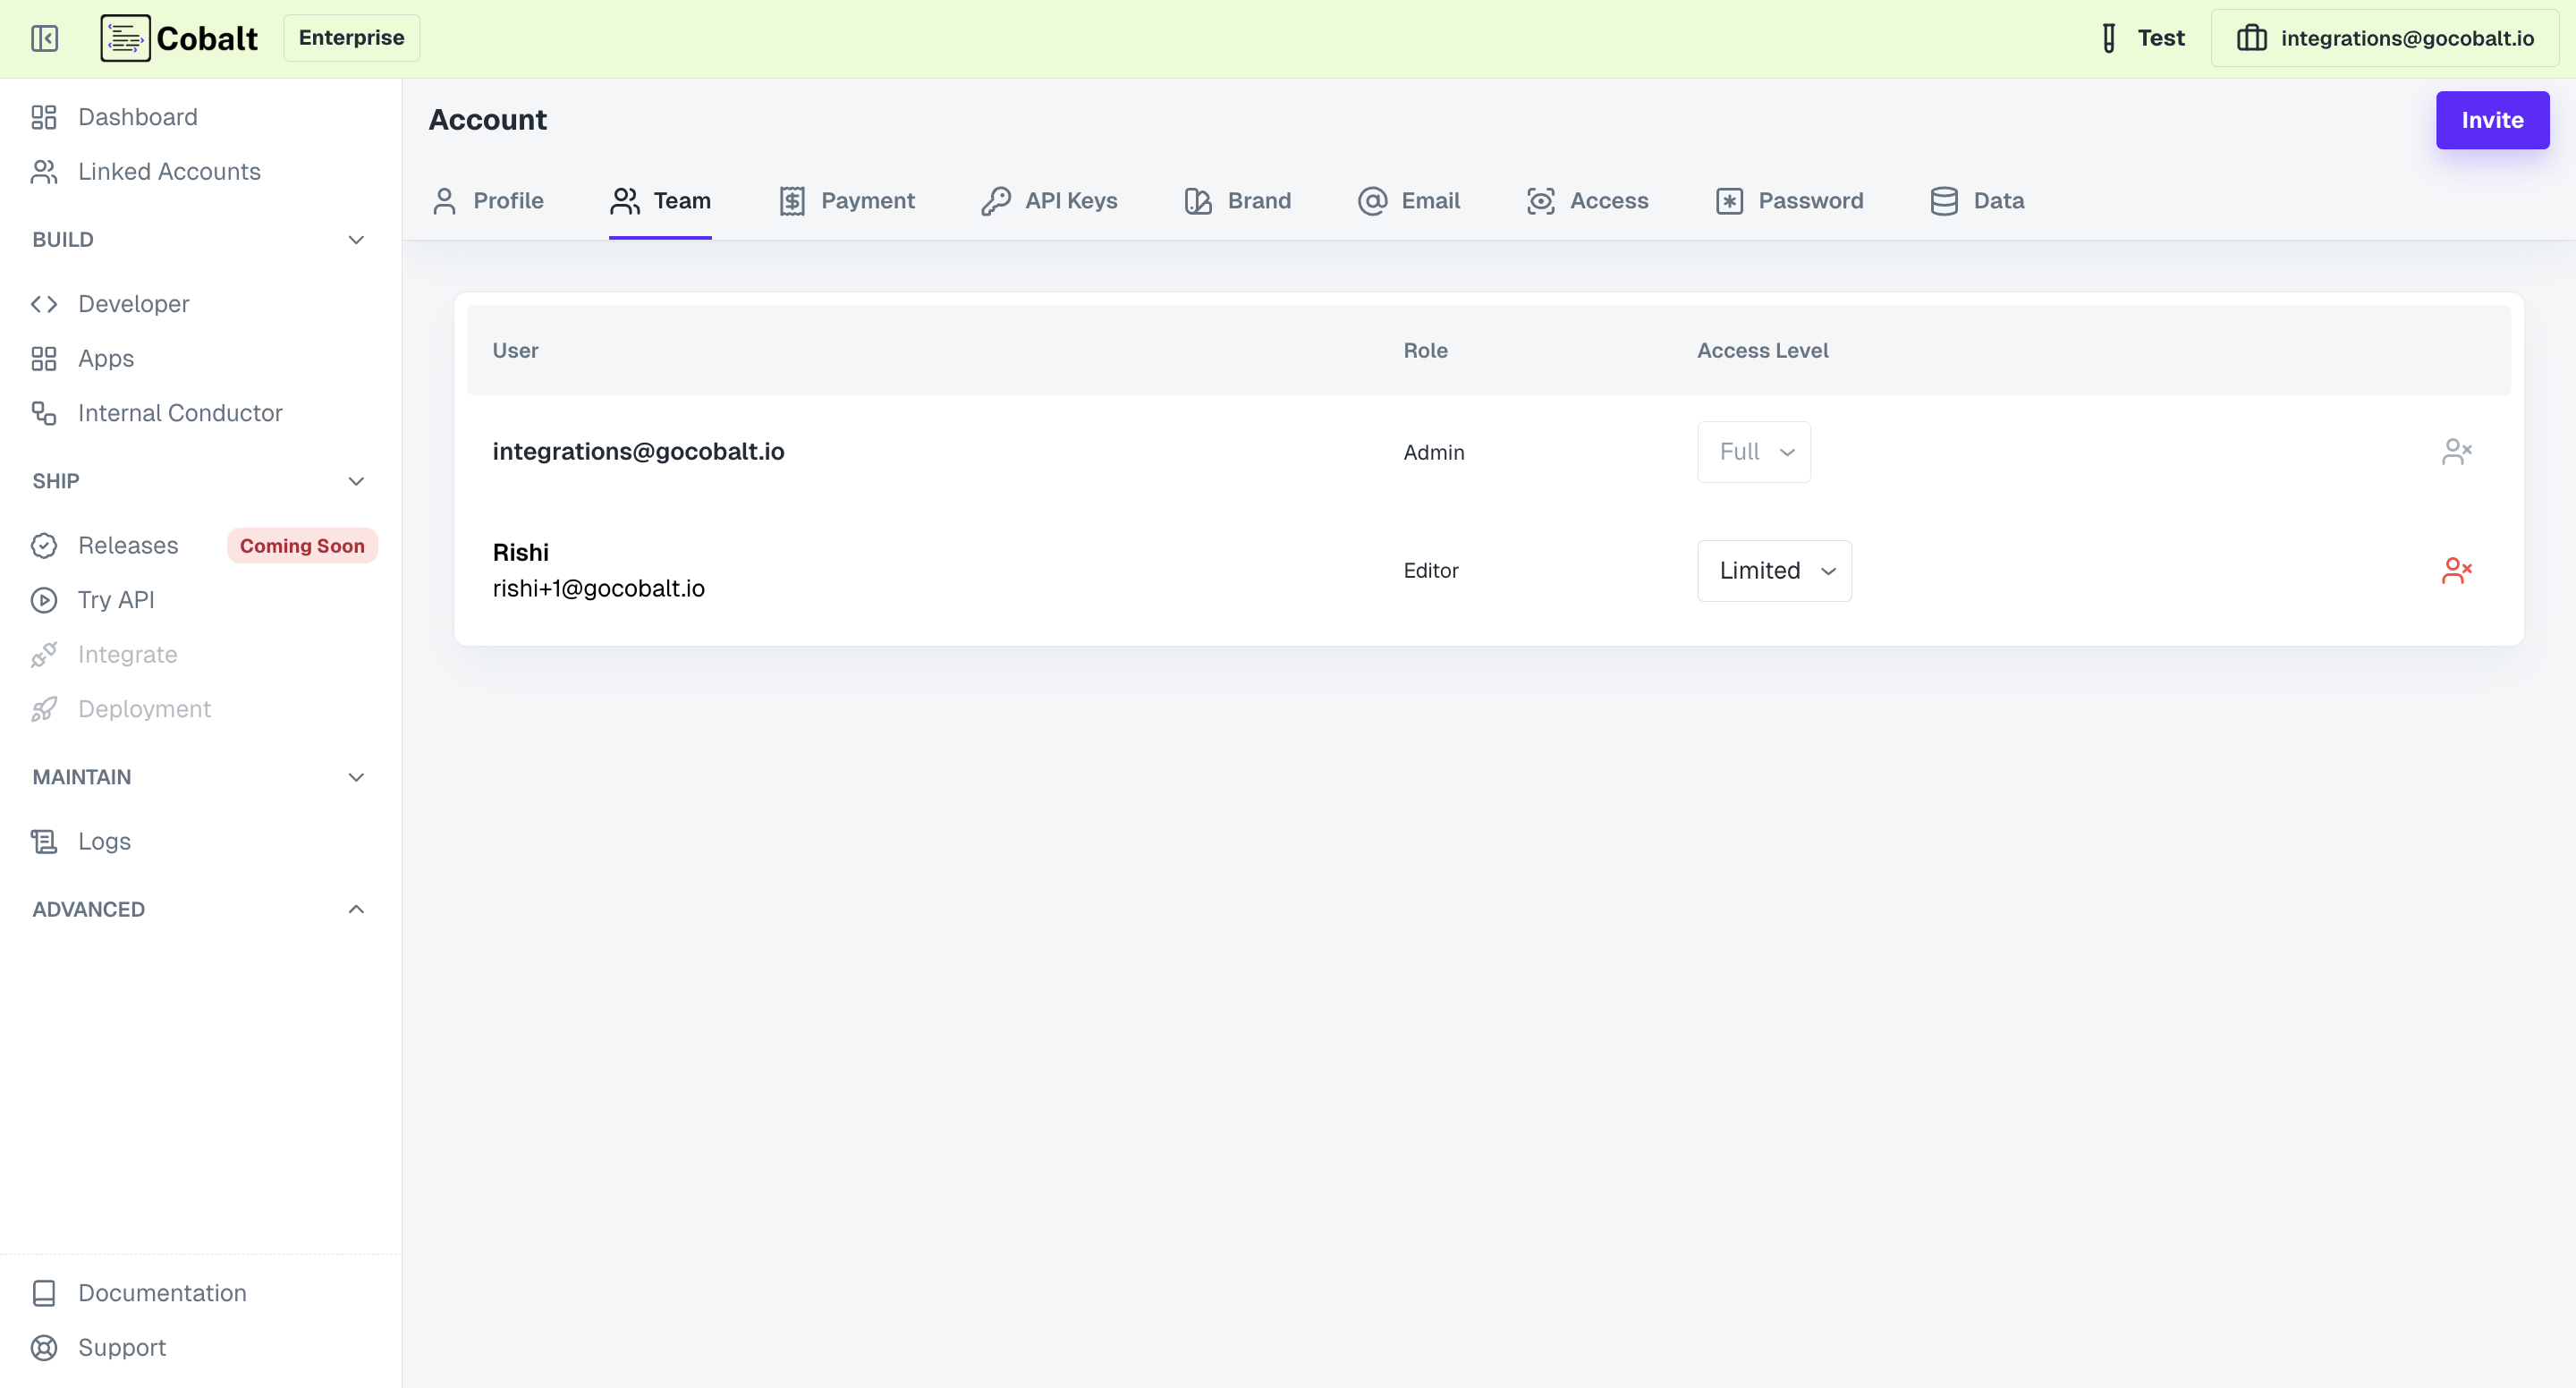 Cobalt
Enterprise
Test
integrations@gocobalt.io
Dashboard
Linked Accounts
BUILD
Developer
Apps
Internal Conductor
SHIP
Releases
Coming Soon
Try API
Integrate
Deployment
MAINTAIN
Logs
ADVANCED
Documentation
Support
Account
Invite
Profile
Team
Payment
API Keys
Brand
Email
Access
Password
Data
User
Role
Access Level
integrations@gocobalt.io
Admin
Full
Rishi
rishi+1@gocobalt.io
Editor
Limited